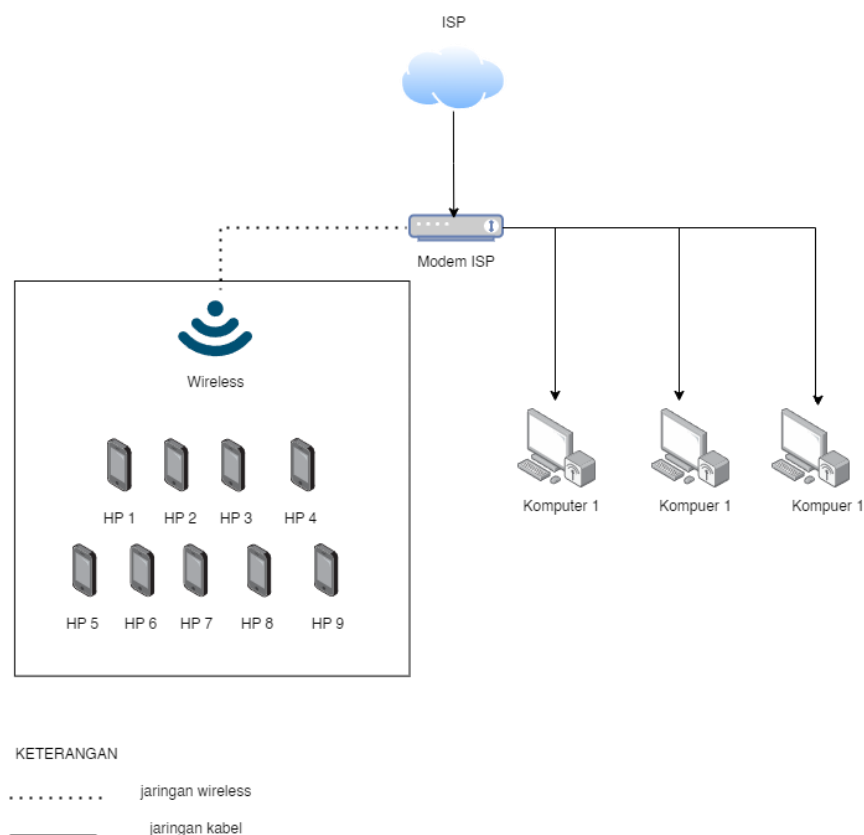 ISP
Modem ISP
Wireless
HP 1 HP 2 HP 3 HP 4
Komputer 1 Kompuer 1 Kompuer 1
HP 5 HP 6 HP 7 HP 8 HP 9
KETERANGAN
jaringan wireless
jaringan kabel